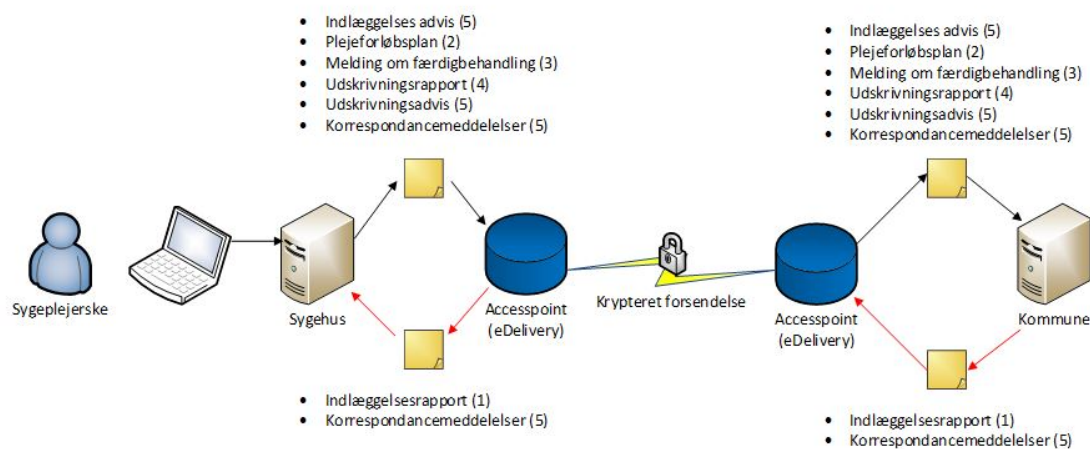 • Indlæggelses advis (5)
• Plejeforløbsplan (2)
• Melding om færdigbehandling (3)
• Udskrivningsrapport (4)
• Udskrivningsadvis (5)
• Korrespondancemeddelelser (5)
• Indlæggelses advis (5)
• Plejeforløbsplan (2)
• Melding om færdigbehandling (3)
• Udskrivningsrapport (4)
• Udskrivningsadvis (5)
• Korrespondancemeddelelser (5)
Sygeplejerske
Sygehus
Accesspoint
(eDelivery)
Krypteret forsendelse
Accesspoint
(eDelivery)
Kommune
• Indlæggelsesrapport (1)
• Korrespondancemeddelelser (5)
• Indlæggelsesrapport (1)
• Korrespondancemeddelelser (5)